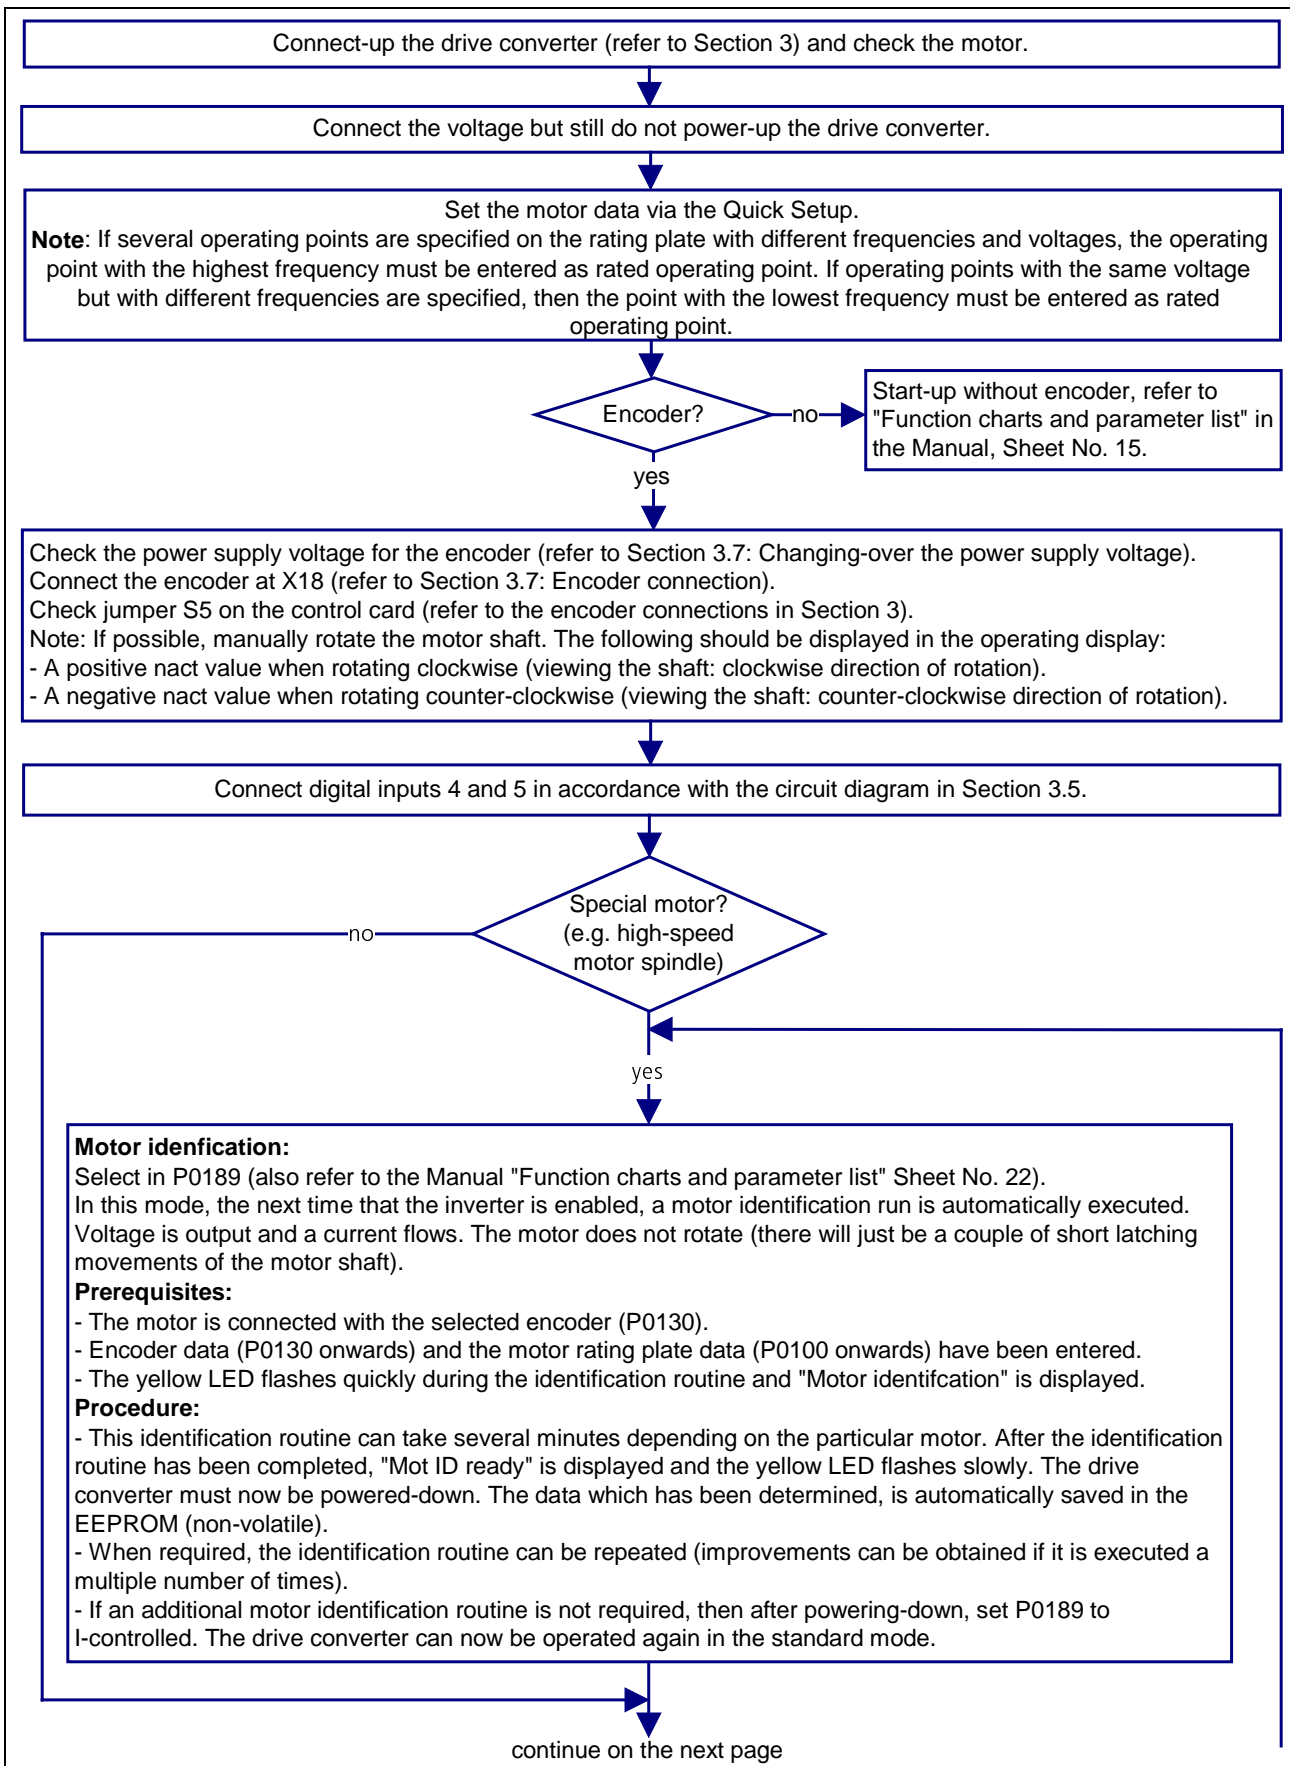 Connect-up the drive converter (refer to Section 3) and check the motor.
Connect the voltage but still do not power-up the drive converter.
Set the motor data via the Quick Setup.
Note: If several operating points are specified on the rating plate with different frequencies and voltages, the operating
point with the highest frequency must be entered as rated operating point. If operating points with the same voltage
but with different frequencies are specified, then the point with the lowest frequency must be entered as rated
operating point.
Encoder?
no
Start-up without encoder, refer to
"Function charts and parameter list" in
the Manual, Sheet No. 15.
yes
Check the power supply voltage for the encoder (refer to Section 3.7: Changing-over the power supply voltage).
Connect the encoder at X18 (refer to Section 3.7: Encoder connection).
Check jumper S5 on the control card (refer to the encoder connections in Section 3).
Note: If possible, manually rotate the motor shaft. The following should be displayed in the operating display:
- A positive nact value when rotating clockwise (viewing the shaft: clockwise direction of rotation).
- A negative nact value when rotating counter-clockwise (viewing the shaft: counter-clockwise direction of rotation).
Connect digital inputs 4 and 5 in accordance with the circuit diagram in Section 3.5.
Special motor?
(e.g. high-speed
motor spindle)
no
yes
Motor idenfication:
Select in P0189 (also refer to the Manual "Function charts and parameter list" Sheet No. 22).
In this mode, the next time that the inverter is enabled, a motor identification run is automatically executed.
Voltage is output and a current flows. The motor does not rotate (there will just be a couple of short latching
movements of the motor shaft).
Prerequisites:
- The motor is connected with the selected encoder (P0130).
- Encoder data (P0130 onwards) and the motor rating plate data (P0100 onwards) have been entered.
- The yellow LED flashes quickly during the identification routine and "Motor identifcation" is displayed.
Procedure:
- This identification routine can take several minutes depending on the particular motor. After the identification
routine has been completed, "Mot ID ready" is displayed and the yellow LED flashes slowly. The drive
converter must now be powered-down. The data which has been determined, is automatically saved in the
EEPROM (non-volatile).
- When required, the identification routine can be repeated (improvements can be obtained if it is executed a
multiple number of times).
- If an additional motor identification routine is not required, then after powering-down, set P0189 to
I-controlled. The drive converter can now be operated again in the standard mode.
continue on the next page